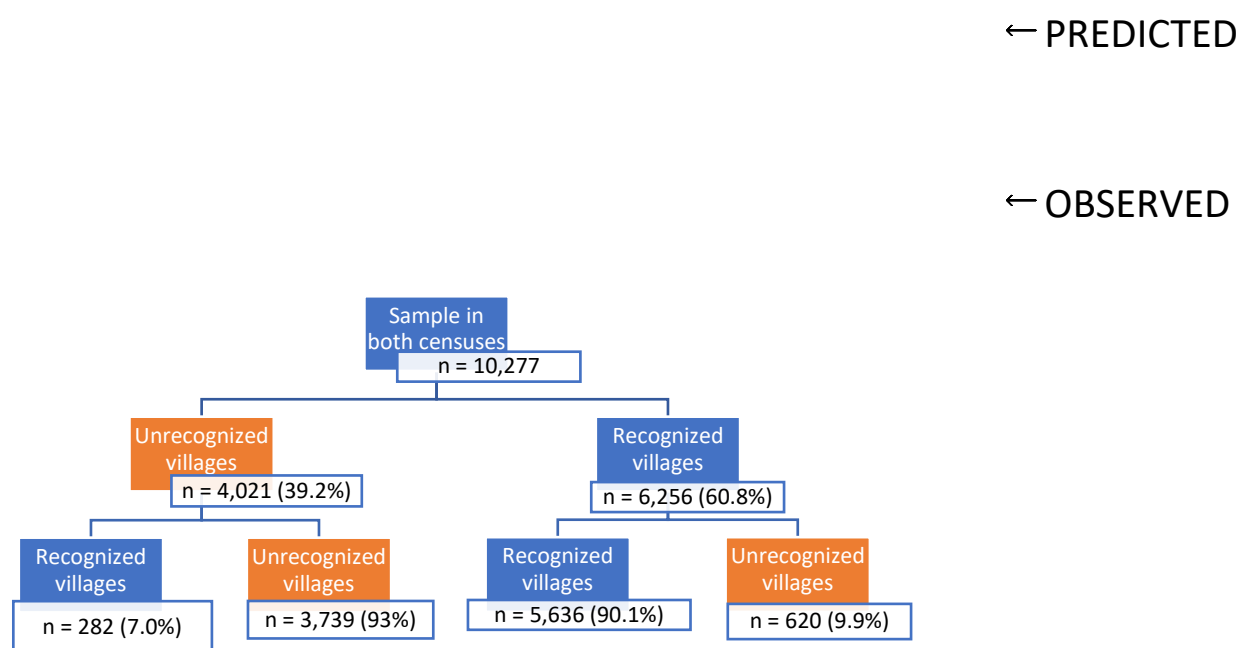 ← PREDICTED
← OBSERVED
Sample in
both censuses
n = 10,277
Unrecognized
villages
n = 4,021 (39.2%)
Recognized
villages
n = 6,256 (60.8%)
Recognized
villages
n = 282 (7.0%)
Unrecognized
villages
n = 3,739 (93%)
Recognized
villages
n = 5,636 (90.1%)
Unrecognized
villages
n = 620 (9.9%)